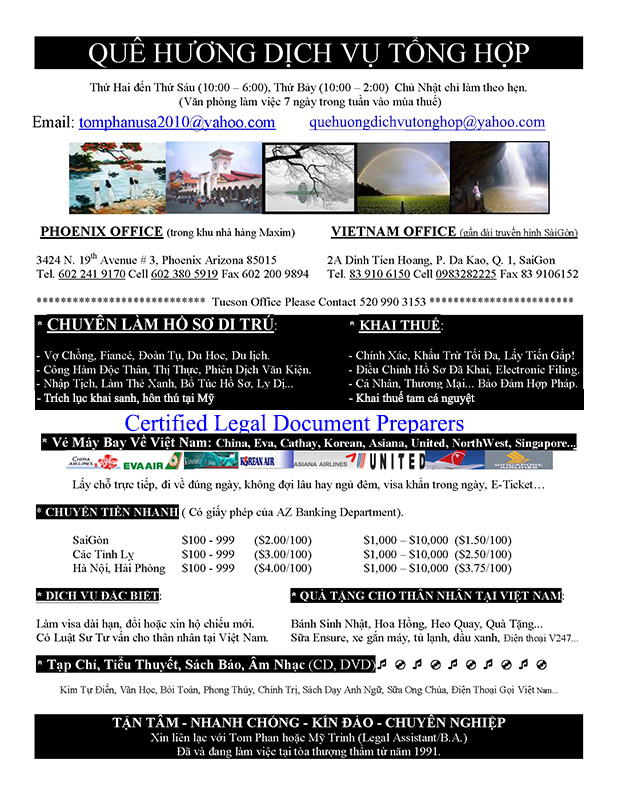 QUÊ HƯƠNG DỊCH VỤ TỔNG HỢP
Thứ Hai đến Thứ Sáu (10:00 – 6:00), Thứ Bảy (10:00 – 2:00)  Chủ Nhật chỉ làm theo hẹn.
(Văn phòng làm việc 7 ngày trong tuần vào mùa thuế)
Email: tomphanusa2010@yahoo.com quehuongdichvutonghop@yahoo.com
PHOENIX OFFICE (trong khu nhà hàng Maxim)
3424 N. 19th Avenue # 3, Phoenix Arizona 85015
Tel. 602 241 9170 Cell 602 380 5919 Fax 602 200 9894
VIETNAM OFFICE (gần đài truyền hình SàiGòn)
2A Dinh Tien Hoang, P. Da Kao, Q. 1, SaiGon
Tel. 83 910 6150 Cell 0983282225 Fax 83 9106152
**************************** Tucson Office Please Contact 520 990 3153 ************************
* CHUYÊN LÀM HỒ SƠ DI TRÚ:
- Vợ Chồng, Fiancé, Đoàn Tụ, Du Hoc, Du lịch.
- Công Hàm Độc Thân, Thị Thực, Phiên Dịch Văn Kiện.
- Nhập Tịch, Làm Thẻ Xanh, Bổ Túc Hồ Sơ, Ly Dị...
- Trích lục khai sanh, hôn thú tại Mỹ
* KHAI THUẾ:
- Chính Xác, Khấu Trừ Tối Đa, Lấy Tiền Gấp!
- Điều Chỉnh Hồ Sơ Đã Khai, Electronic Filing.
- Cá Nhân, Thương Mại... Bảo Đảm Hợp Pháp.
- Khai thuế tam cá nguyệt
Certified Legal Document Preparers
* Vé Máy Bay Về Việt Nam: China, Eva, Cathay, Korean, Asiana, United, NorthWest, Singapore...
CHINA AIRLINES EVA AIR KOREAN AIR ASIANA AIRLINES UNITED SINGAPORE AIRLINES
Lấy chỗ trực tiếp, đi về đúng ngày, không đợi lâu hay ngủ đêm, visa khẩn trong ngày, E-Ticket…
* CHUYỂN TIỀN NHANH ( Có giấy phép của AZ Banking Department).
SaiGòn $100 - 999 ($2.00/100) $1,000 – $10,000 ($1.50/100)
Các Tỉnh Lỵ $100 - 999 ($3.00/100) $1,000 – $10,000 ($2.50/100)
Hà Nội, Hải Phòng $100 - 999 ($4.00/100) $1,000 – $10,000 ($3.75/100)
* DỊCH VỤ ĐẶC BIỆT:
Làm visa dài hạn, đổi hoặc xin hộ chiếu mới.
Có Luật Sư Tư vấn cho thân nhân tại Việt Nam.
* QUÀ TẶNG CHO THÂN NHÂN TẠI VIỆT NAM:
Bánh Sinh Nhật, Hoa Hồng, Heo Quay, Quà Tặng...
Sữa Ensure, xe gắn máy, tủ lạnh, dầu xanh, Điện thoại V247...
* Tạp Chí, Tiểu Thuyết, Sách Báo, Âm Nhạc (CD, DVD)
Kim Tự Điển, Văn Học, Bói Toán, Phong Thủy, Chính Trị, Sách Dạy Anh Ngữ, Sữa Ong Chúa, Điện Thoại Gọi Việt Nam...
TẬN TÂM - NHANH CHÓNG - KÍN ĐÁO - CHUYÊN NGHIỆP
Xin liên lạc với Tom Phan hoặc Mỹ Trinh (Legal Assistant/B.A.)
Đã và đang làm việc tại tòa thượng thẩm từ năm 1991.